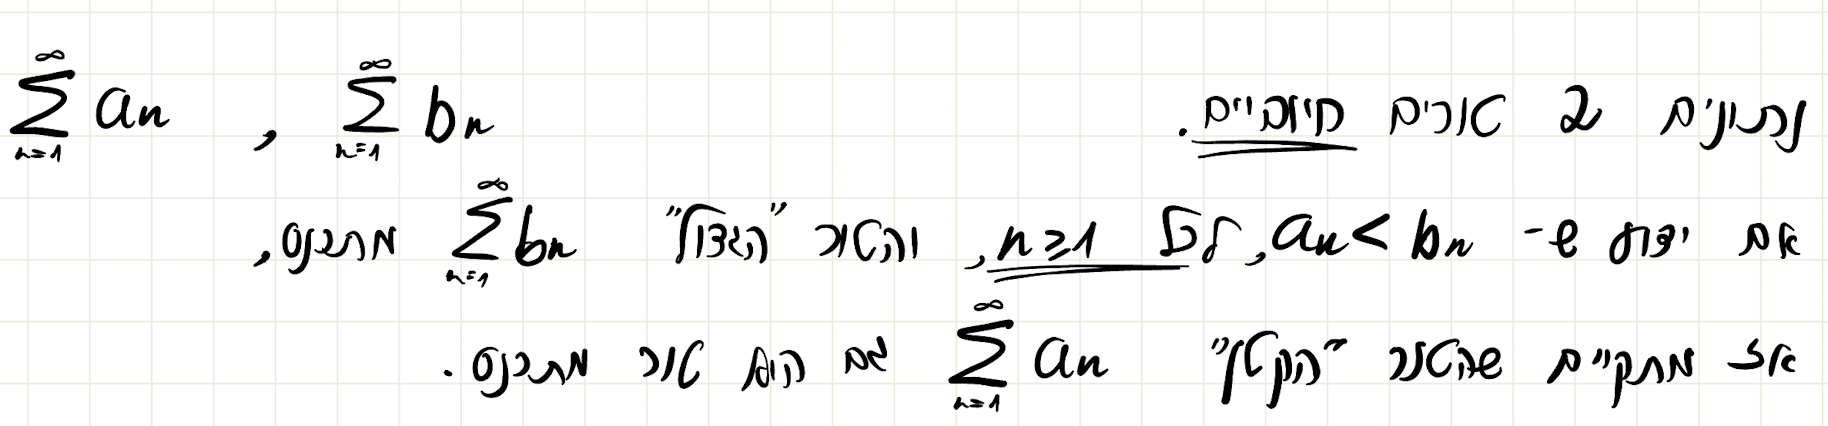 נתונים 2 טורים חיוביים. $\sum_{n=1}^{\infty} a_n$ , $\sum_{n=1}^{\infty} b_n$
אם ידוע ש- $a_n < b_n$, לכל $n \geq 1$, והטור "הגדול" $\sum_{n=1}^{\infty} b_n$ מתכנס,
אז מתקיים שהטור "הקטן" $\sum_{n=1}^{\infty} a_n$ גם הוא טור מתכנס.